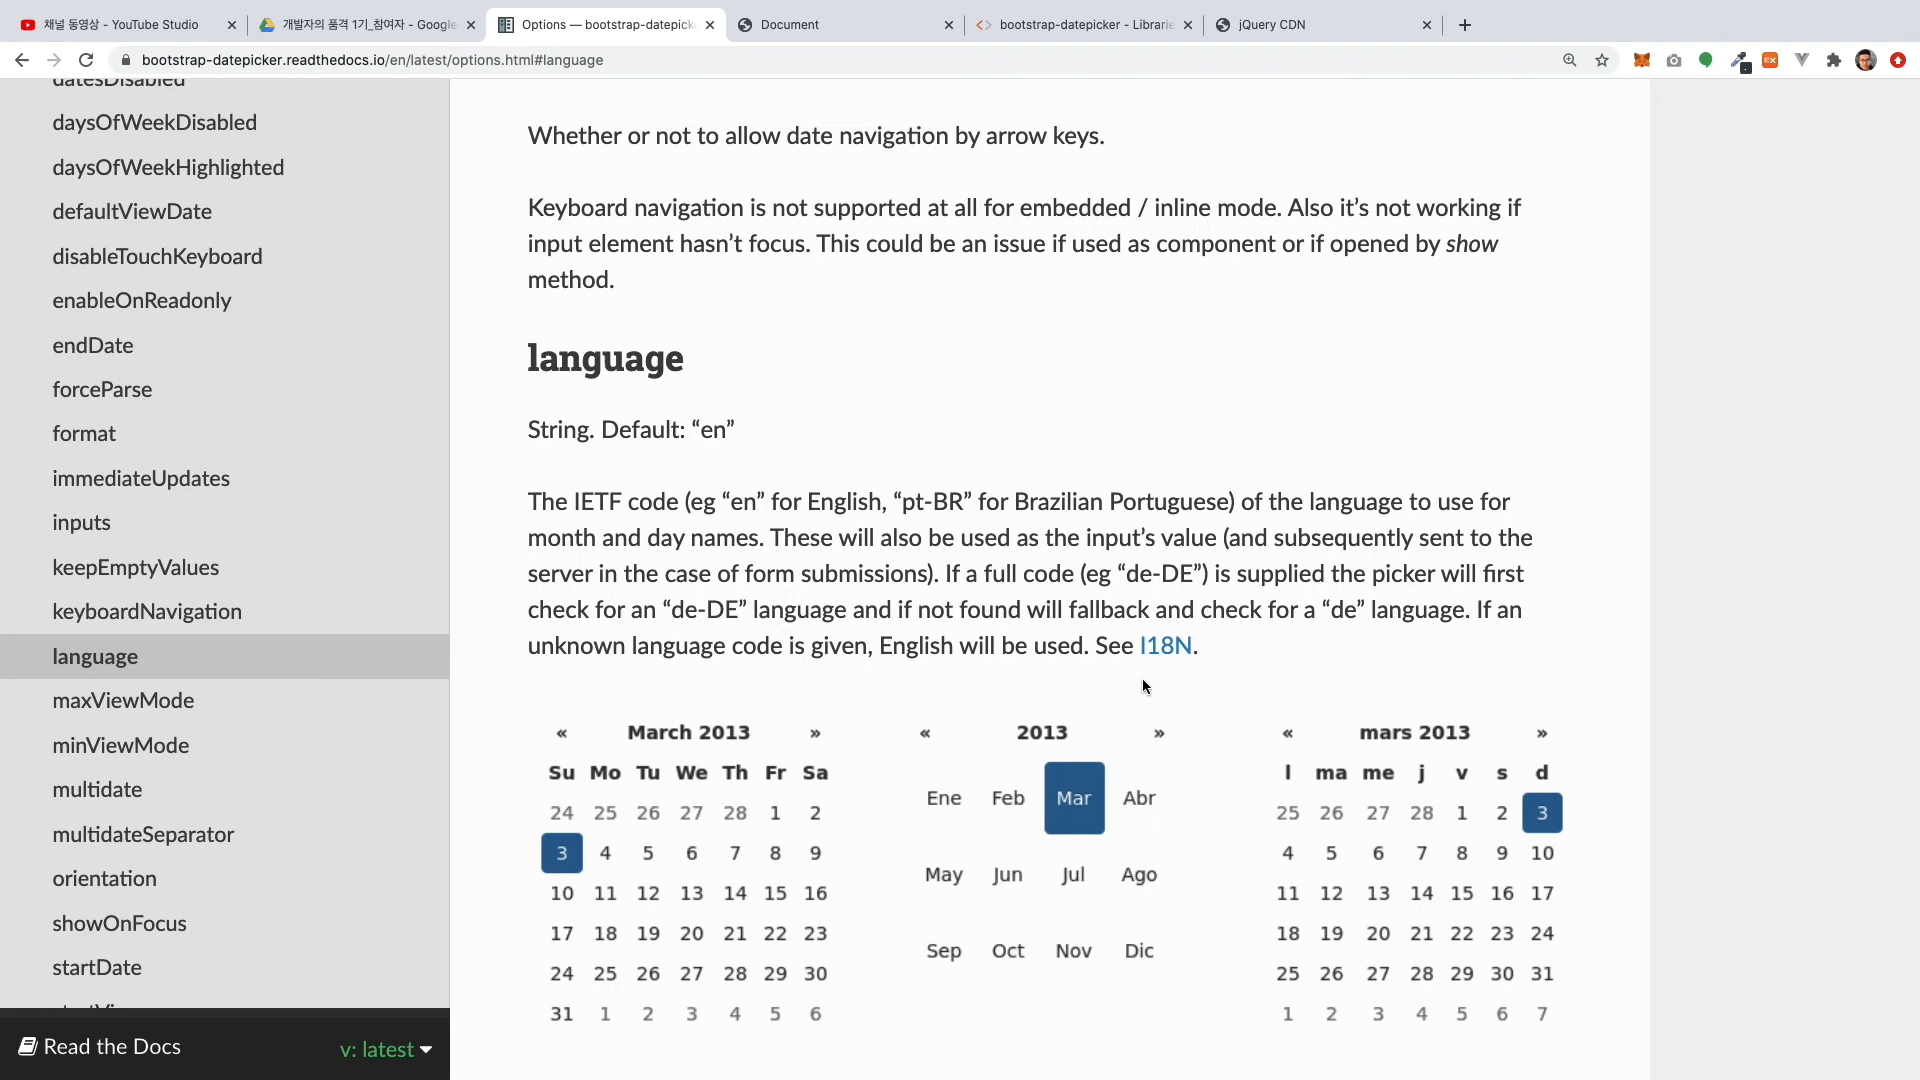 채널 동영상 - YouTube Studio
개발자의 품격 1기_참여자 - Google
Options — bootstrap-datepick
Document
bootstrap-datepicker - Librarie
jQuery CDN
bootstrap-datepicker.readthedocs.io/en/latest/options.html#language
datesDisabled
daysOfWeekDisabled
daysOfWeekHighlighted
defaultViewDate
disableTouchKeyboard
enableOnReadonly
endDate
forceParse
format
immediateUpdates
inputs
keepEmptyValues
keyboardNavigation
language
maxViewMode
minViewMode
multidate
multidateSeparator
orientation
showOnFocus
startDate
Read the Docs
v: latest
Whether or not to allow date navigation by arrow keys.
Keyboard navigation is not supported at all for embedded / inline mode. Also it’s not working if
input element hasn’t focus. This could be an issue if used as component or if opened by show
method.
language
String. Default: “en”
The IETF code (eg “en” for English, “pt-BR” for Brazilian Portuguese) of the language to use for
month and day names. These will also be used as the input’s value (and subsequently sent to the
server in the case of form submissions). If a full code (eg “de-DE”) is supplied the picker will first
check for an “de-DE” language and if not found will fallback and check for a “de” language. If an
unknown language code is given, English will be used. See I18N.
« March 2013 »
Su Mo Tu We Th Fr Sa
24 25 26 27 28 1 2
3 4 5 6 7 8 9
10 11 12 13 14 15 16
17 18 19 20 21 22 23
24 25 26 27 28 29 30
31 1 2 3 4 5 6
« 2013 »
Ene Feb Mar Abr
May Jun Jul Ago
Sep Oct Nov Dic
« mars 2013 »
l ma me j v s d
25 26 27 28 1 2 3
4 5 6 7 8 9 10
11 12 13 14 15 16 17
18 19 20 21 22 23 24
25 26 27 28 29 30 31
1 2 3 4 5 6 7